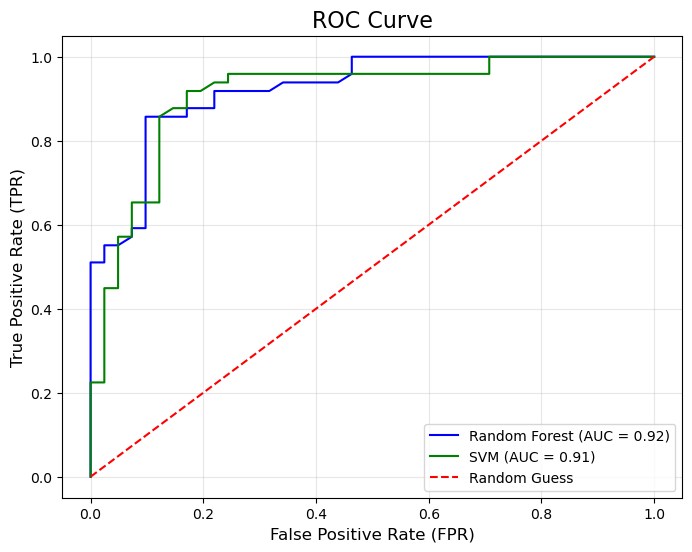 ROC Curve
True Positive Rate (TPR)
1.0
0.8
0.6
0.4
0.2
0.0
0.0 0.2 0.4 0.6 0.8 1.0
False Positive Rate (FPR)
Random Forest (AUC = 0.92)
SVM (AUC = 0.91)
Random Guess